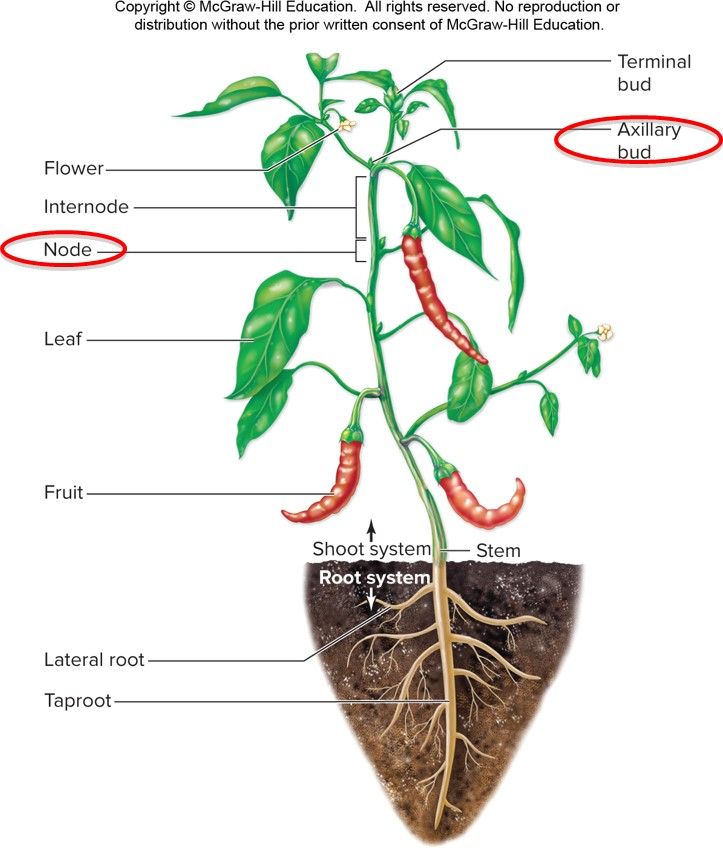 Copyright © McGraw-Hill Education.  All rights reserved. No reproduction or
distribution without the prior written consent of McGraw-Hill Education.
Terminal
bud
Axillary
bud
Flower
Internode
Node
Leaf
Fruit
Shoot system
Stem
Root system
Lateral root
Taproot